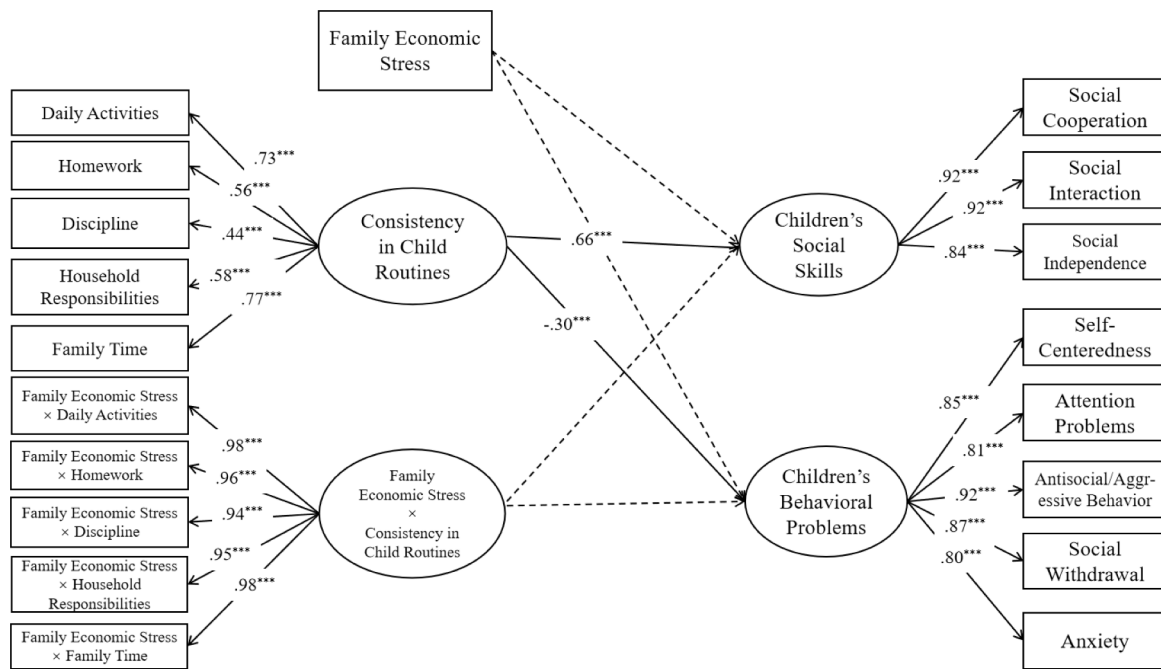 Family Economic
Stress
Daily Activities
Homework
Discipline
Household
Responsibilities
Family Time
Family Economic Stress
× Daily Activities
Family Economic Stress
× Homework
Family Economic Stress
× Discipline
Family Economic Stress
× Household
Responsibilities
Family Economic Stress
× Family Time
.73***
.56***
.44***
.58***
.77***
.98***
.96***
.94***
.95***
.98***
Consistency
in Child
Routines
Family
Economic Stress
×
Consistency in
Child Routines
.66***
-.30***
Children’s
Social
Skills
Children’s
Behavioral
Problems
.92***
.92***
.84***
.85***
.81***
.92***
.87***
.80***
Social
Cooperation
Social
Interaction
Social
Independence
Self-
Centeredness
Attention
Problems
Antisocial/Aggr-
essive Behavior
Social
Withdrawal
Anxiety